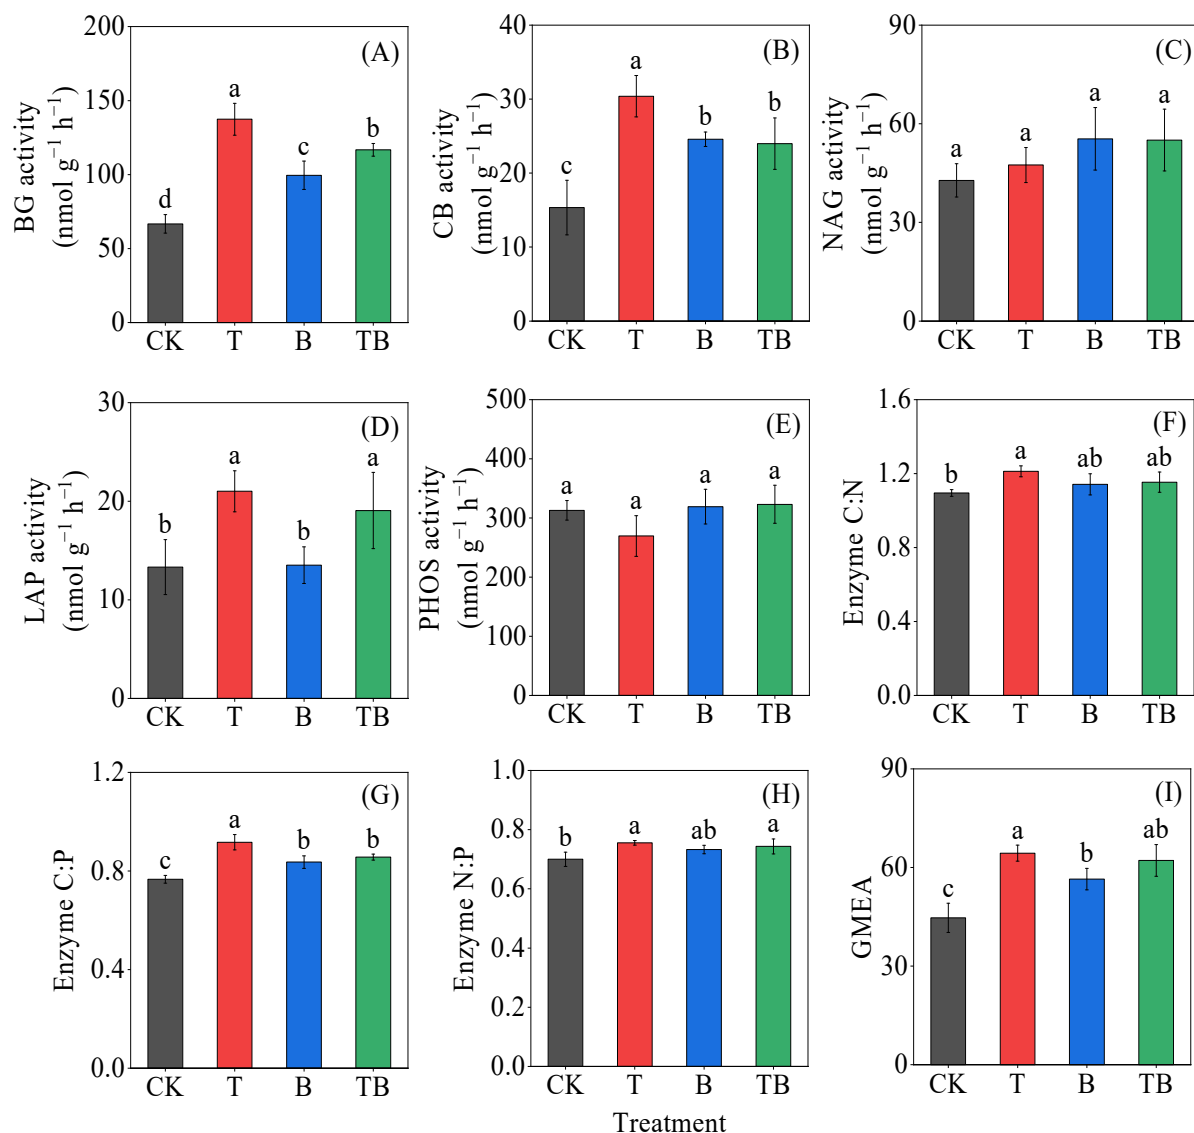 (A)
BG activity
(nmol g⁻¹ h⁻¹)
200
150
100
50
0
d
a
c
b
CK T B TB
(B)
CB activity
(nmol g⁻¹ h⁻¹)
40
30
20
10
0
c
a
b
b
CK T B TB
(C)
NAG activity
(nmol g⁻¹ h⁻¹)
90
60
30
0
a
a
a
a
CK T B TB
(D)
LAP activity
(nmol g⁻¹ h⁻¹)
30
20
10
0
b
a
b
a
CK T B TB
(E)
PHOS activity
(nmol g⁻¹ h⁻¹)
500
400
300
200
100
0
a
a
a
a
CK T B TB
(F)
Enzyme C:N
1.6
1.2
0.8
0.4
0.0
b
a
ab
ab
CK T B TB
(G)
Enzyme C:P
1.2
0.8
0.4
0.0
c
a
b
b
CK T B TB
(H)
Enzyme N:P
1.0
0.8
0.6
0.4
0.2
0.0
b
a
ab
a
CK T B TB
(I)
GMEA
90
60
30
0
c
a
b
ab
CK T B TB
Treatment